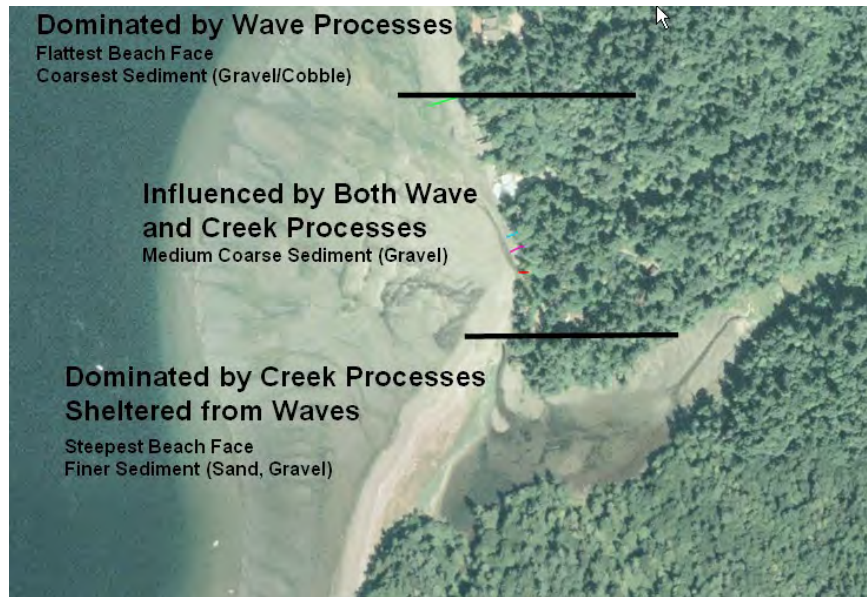 Dominated by Wave Processes
Flattest Beach Face
Coarsest Sediment (Gravel/Cobble)
Influenced by Both Wave
and Creek Processes
Medium Coarse Sediment (Gravel)
Dominated by Creek Processes
Sheltered from Waves
Steepest Beach Face
Finer Sediment (Sand, Gravel)